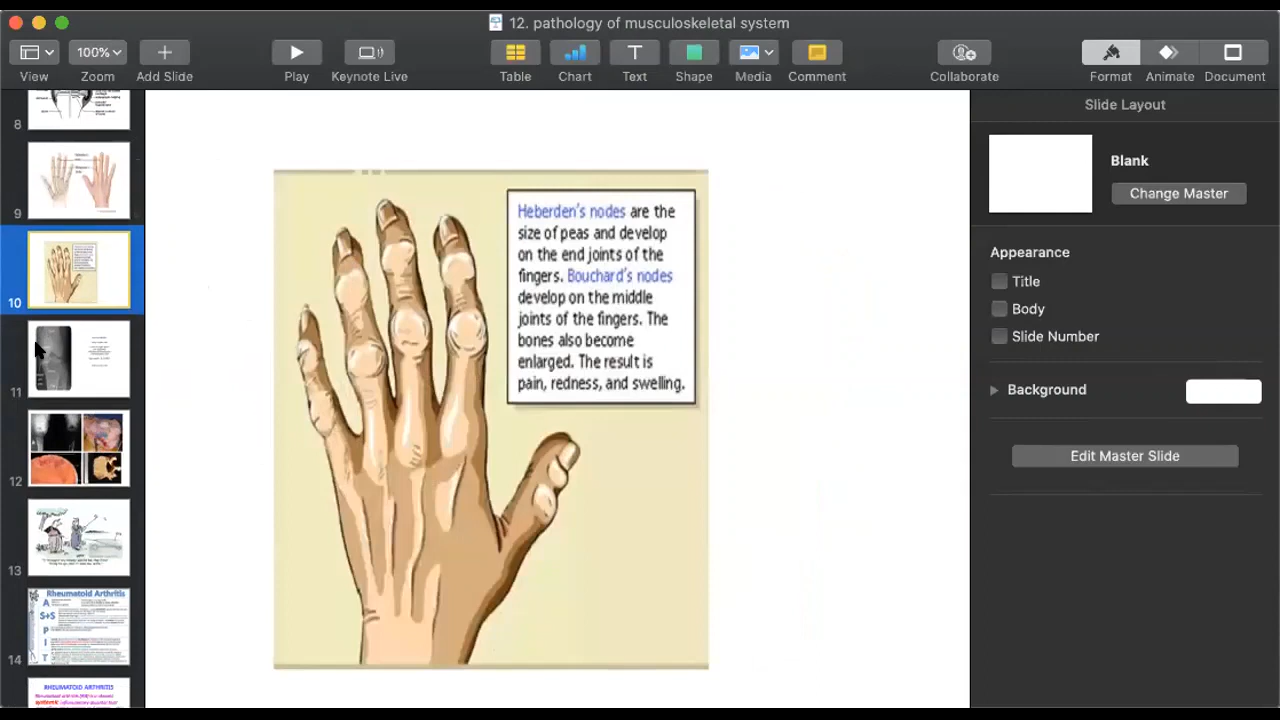 12. pathology of musculoskeletal system
100%
View
Zoom
Add Slide
Play
Keynote Live
Table
Chart
Text
Shape
Media
Comment
Collaborate
Format
Animate
Document
8
9
10
11
12
13
Rheumatoid Arthritis
A
S+S
P
I
T
14
RHEUMATOID ARTHRITIS
Heberden's nodes are the
size of peas and develop
on the end joints of the
fingers. Bouchard's nodes
develop on the middle
joints of the fingers. The
bones also become
enlarged. The result is
pain, redness, and swelling.
Slide Layout
Blank
Change Master
Appearance
Title
Body
Slide Number
Background
Edit Master Slide